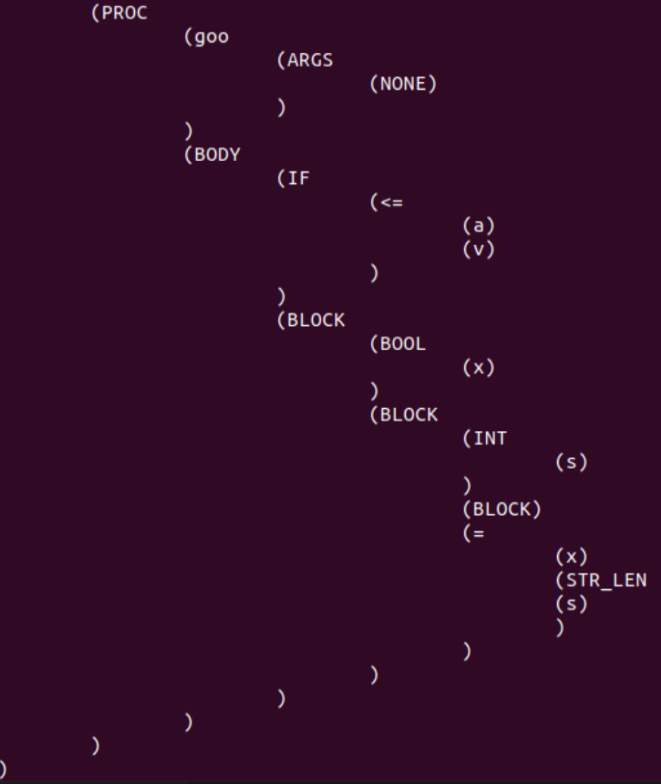 (PROC
(goo
(ARGS
(NONE)
)
)
(BODY
(IF
(<=
(a)
(v)
)
)
(BLOCK
(BOOL
(x)
)
(BLOCK
(INT
(s)
)
(BLOCK)
(=
(x)
(STR_LEN
(s)
)
)
)
)
)
)
)